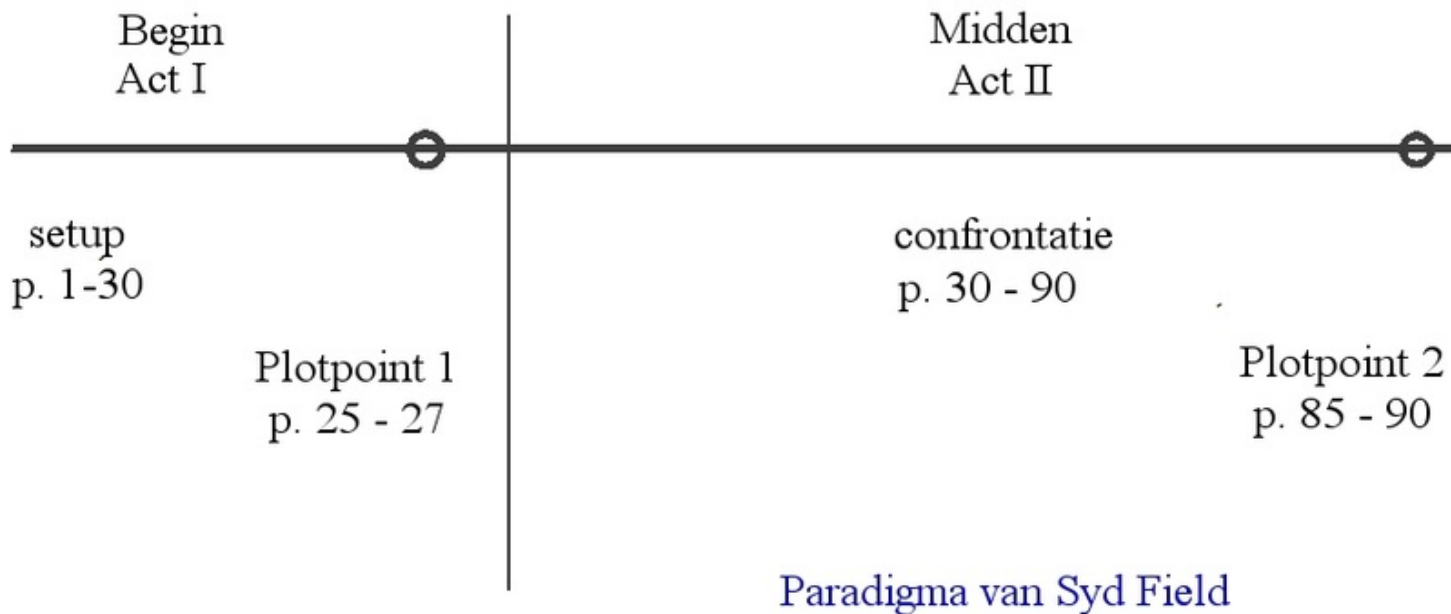 Begin
Act I
Midden
Act II
setup
p. 1-30
confrontatie
p. 30 - 90
Plotpoint 1
p. 25 - 27
Plotpoint 2
p. 85 - 90
Paradigma van Syd Field